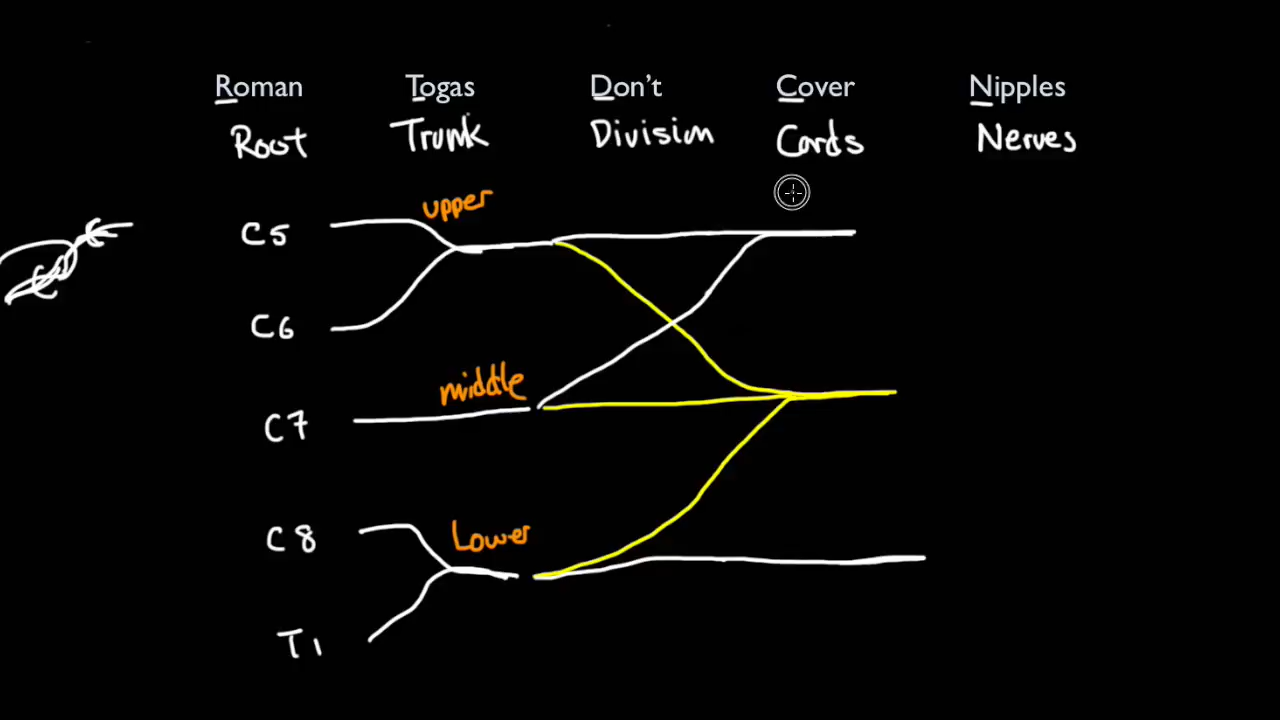 Roman Togas Don't Cover Nipples
Root Trunk Division Cords Nerves
upper
C5
C6
middle
C7
Lower
C8
T1